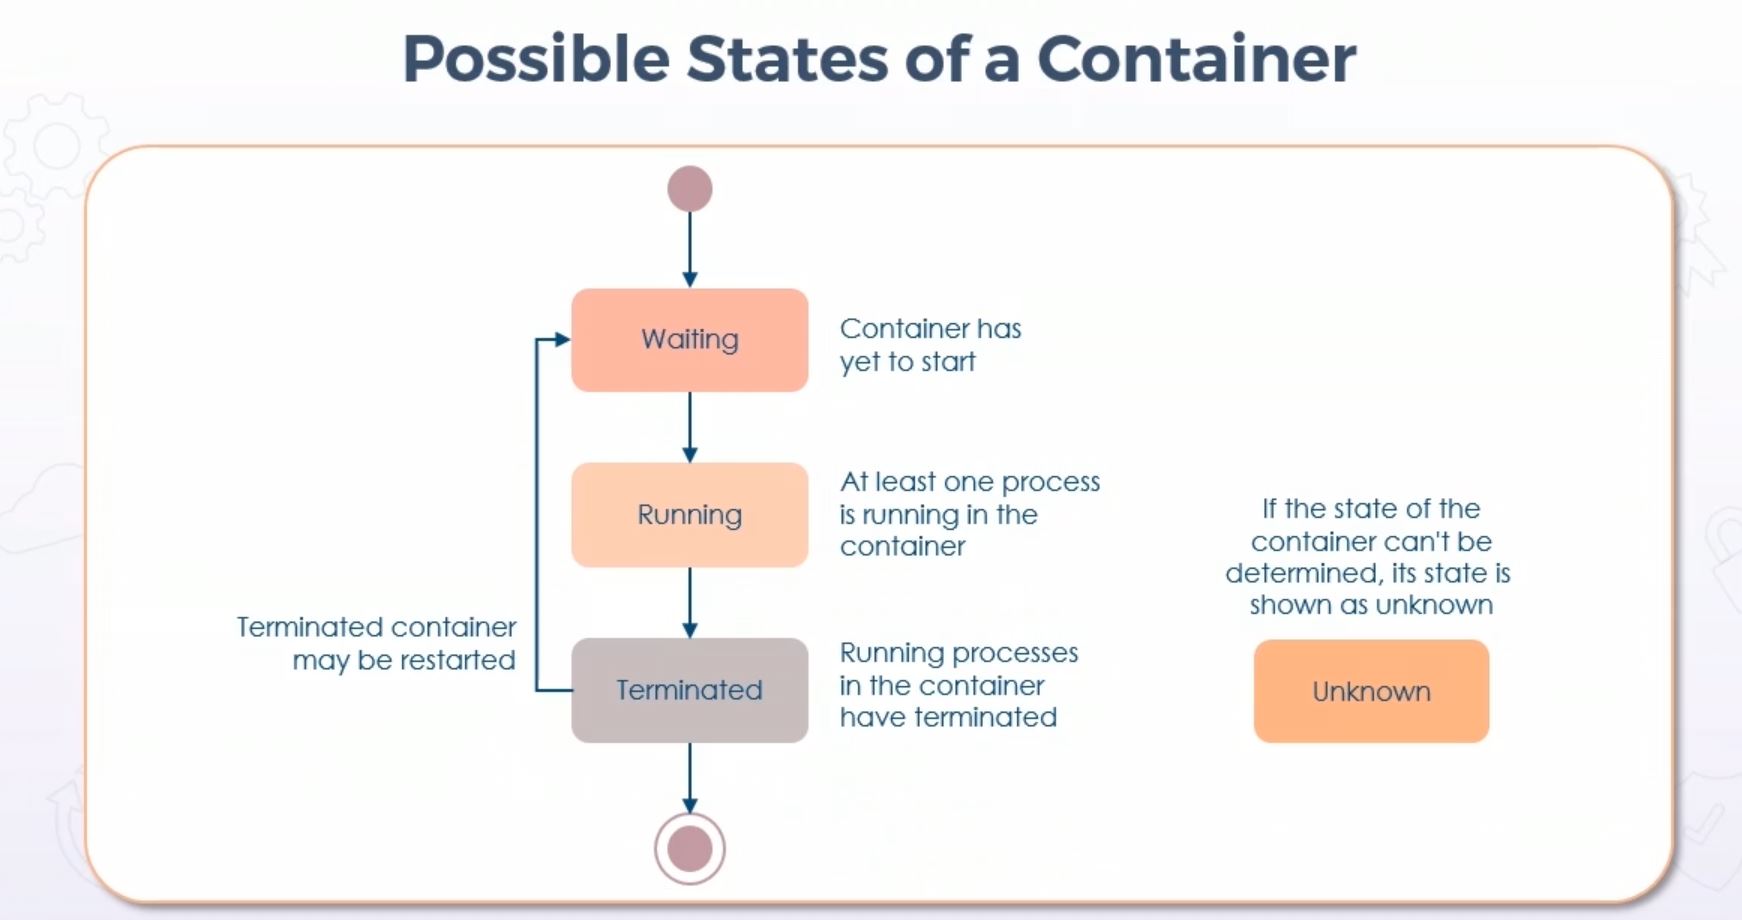 Possible States of a Container
Waiting
Container has
yet to start
Running
At least one process
is running in the
container
Terminated container
may be restarted
Terminated
Running processes
in the container
have terminated
If the state of the
container can't be
determined, its state is
shown as unknown
Unknown